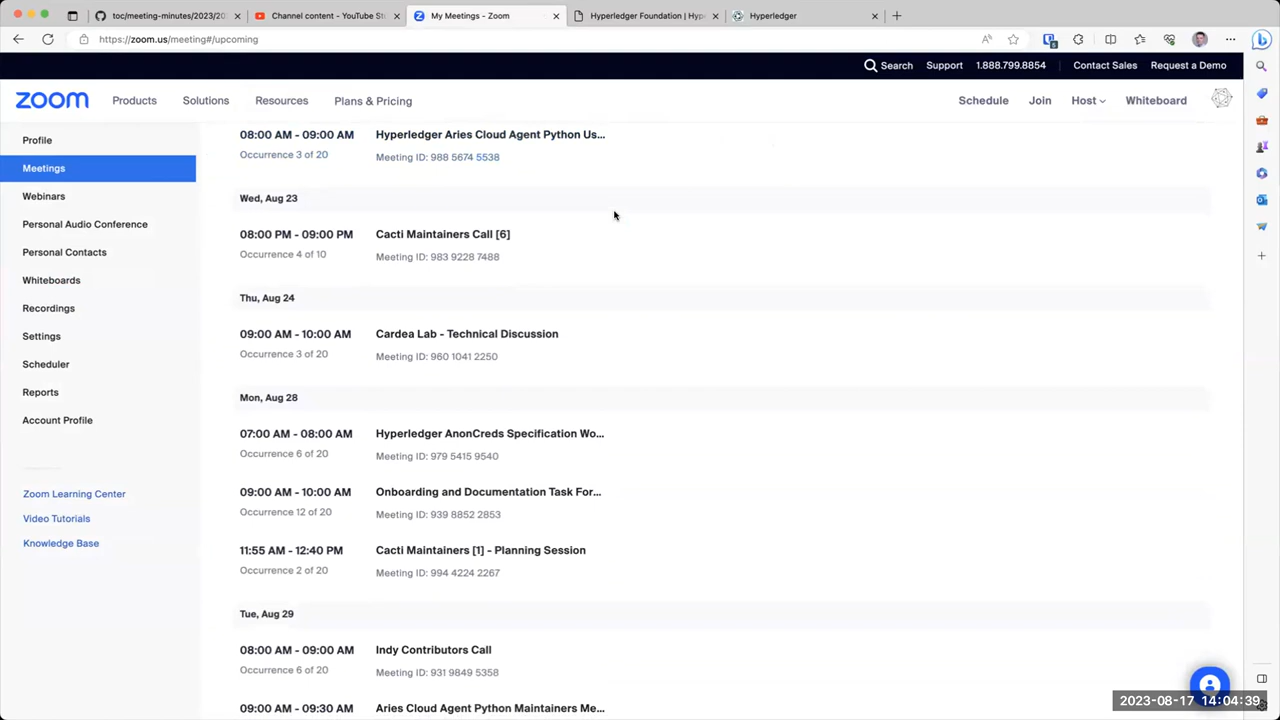 toc/meeting-minutes/2023/20
Channel content - YouTube St
My Meetings - Zoom
Hyperledger Foundation | Hype
Hyperledger
https://zoom.us/meeting#/upcoming
Search Support 1.888.799.8854 Contact Sales Request a Demo
zoom Products Solutions Resources Plans & Pricing Schedule Join Host Whiteboard
Profile
Meetings
Webinars
Personal Audio Conference
Personal Contacts
Whiteboards
Recordings
Settings
Scheduler
Reports
Account Profile
Zoom Learning Center
Video Tutorials
Knowledge Base
08:00 AM - 09:00 AM Hyperledger Aries Cloud Agent Python Us...
Occurrence 3 of 20 Meeting ID: 988 5674 5538
Wed, Aug 23
08:00 PM - 09:00 PM Cacti Maintainers Call [6]
Occurrence 4 of 10 Meeting ID: 983 9228 7488
Thu, Aug 24
09:00 AM - 10:00 AM Cardea Lab - Technical Discussion
Occurrence 3 of 20 Meeting ID: 960 1041 2250
Mon, Aug 28
07:00 AM - 08:00 AM Hyperledger AnonCreds Specification Wo...
Occurrence 6 of 20 Meeting ID: 979 5415 9540
09:00 AM - 10:00 AM Onboarding and Documentation Task For...
Occurrence 12 of 20 Meeting ID: 939 8852 2853
11:55 AM - 12:40 PM Cacti Maintainers [1] - Planning Session
Occurrence 2 of 20 Meeting ID: 994 4224 2267
Tue, Aug 29
08:00 AM - 09:00 AM Indy Contributors Call
Occurrence 6 of 20 Meeting ID: 931 9849 5358
09:00 AM - 09:30 AM Aries Cloud Agent Python Maintainers Me...
2023-08-17 14:04:39